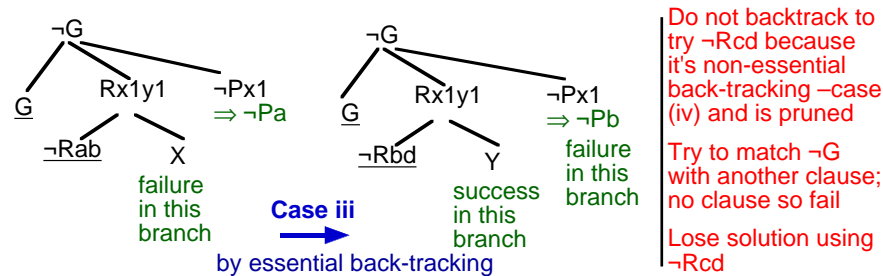 ¬G
G
Rx1y1
¬Px1
⇒ ¬Pa
¬Rab
X
failure
in this
branch
Case iii
by essential back-tracking
¬G
G
Rx1y1
¬Px1
⇒ ¬Pb
¬Rbd
Y
failure
in this
branch
success
in this
branch
Do not backtrack to
try ¬Rcd because
it's non-essential
back-tracking –case
(iv) and is pruned
Try to match ¬G
with another clause;
no clause so fail
Lose solution using
¬Rcd